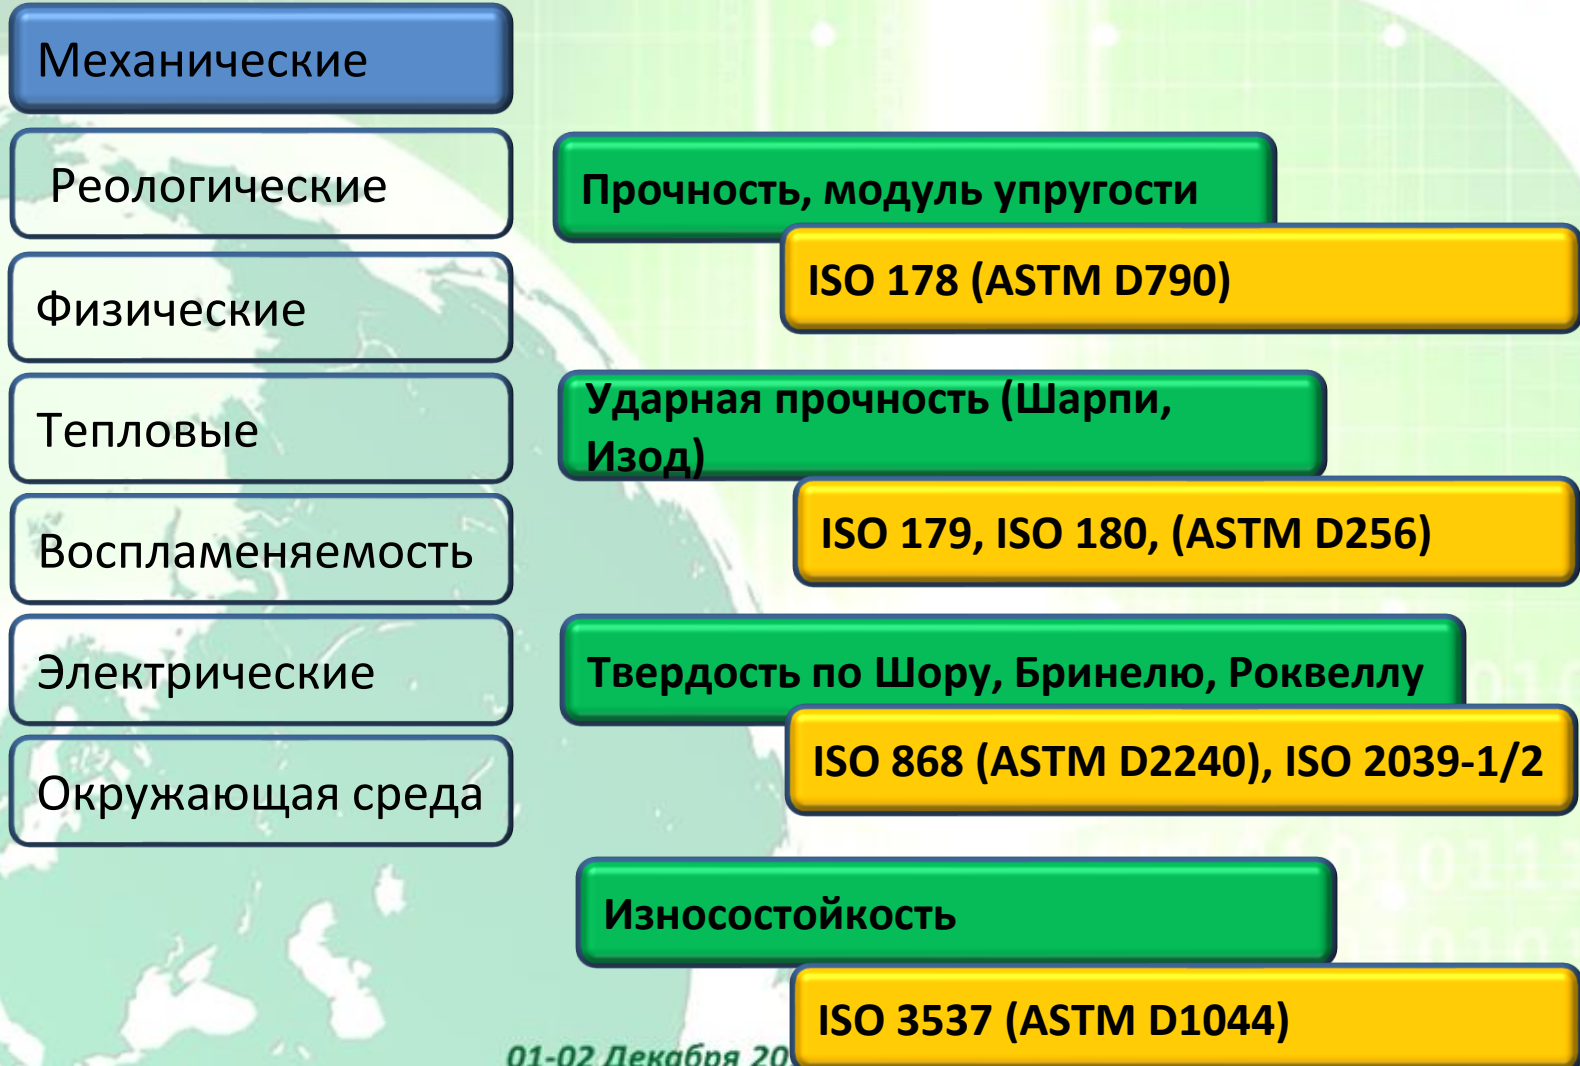 Механические
Реологические
Физические
Тепловые
Воспламеняемость
Электрические
Окружающая среда
Прочность, модуль упругости
ISO 178 (ASTM D790)
Ударная прочность (Шарпи,
Изод)
ISO 179, ISO 180, (ASTM D256)
Твердость по Шору, Бринелю, Роквеллу
ISO 868 (ASTM D2240), ISO 2039-1/2
Износостойкость
ISO 3537 (ASTM D1044)
01-02 Декабря 20